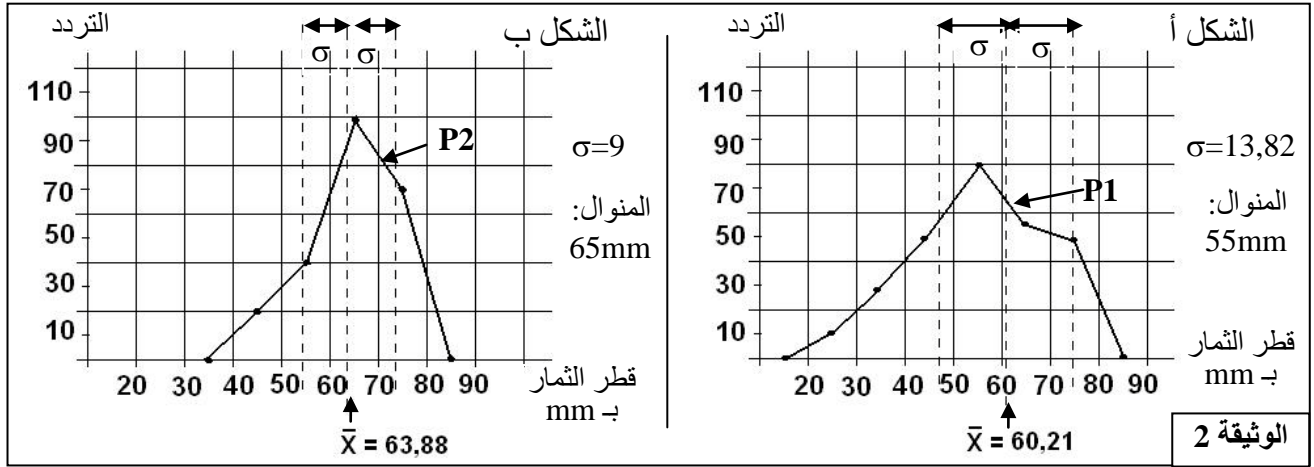 الشكل أ
التردد
σ σ
110
90
70
50
30
10
P1
σ=13,82
المنوال:
55mm
20 30 40 50 60 70 80 90
قطر الثمار
بـ mm
X̄ = 60,21
الشكل ب
التردد
σ σ
110
90
70
50
30
10
P2
σ=9
المنوال:
65mm
20 30 40 50 60 70 80 90
قطر الثمار
بـ mm
X̄ = 63,88
الوثيقة 2